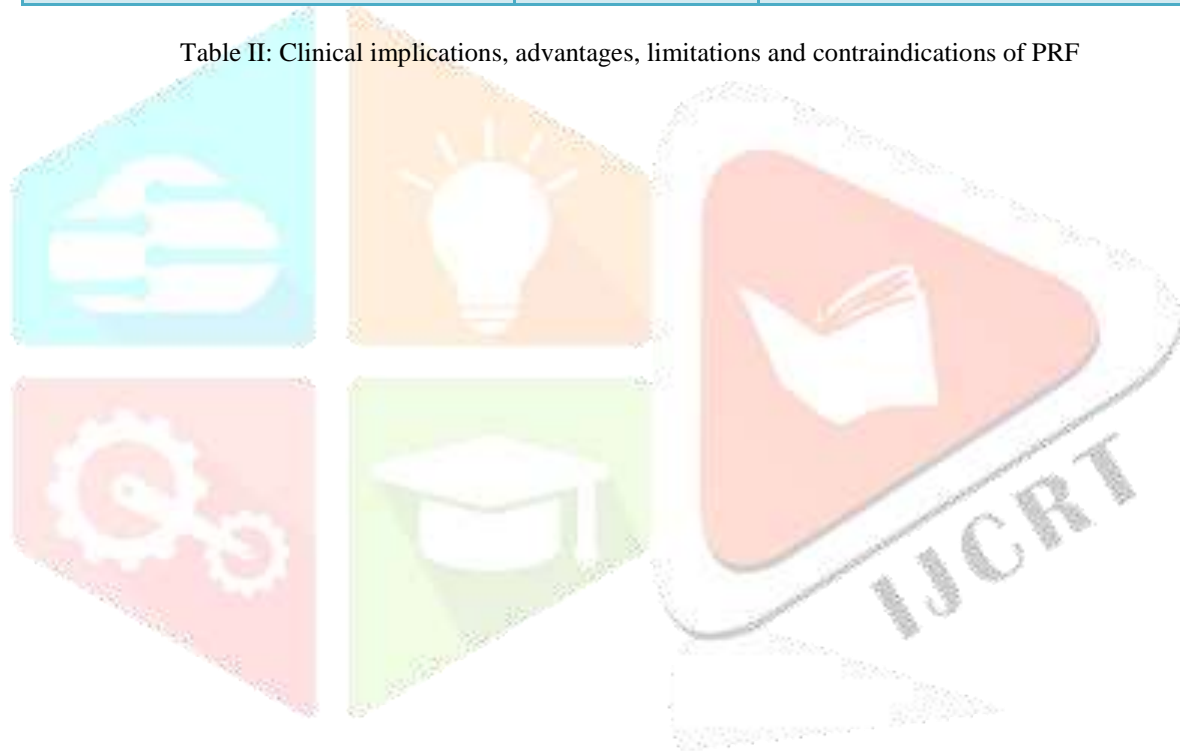 Table II: Clinical implications, advantages, limitations and contraindications of PRF
IJCRT